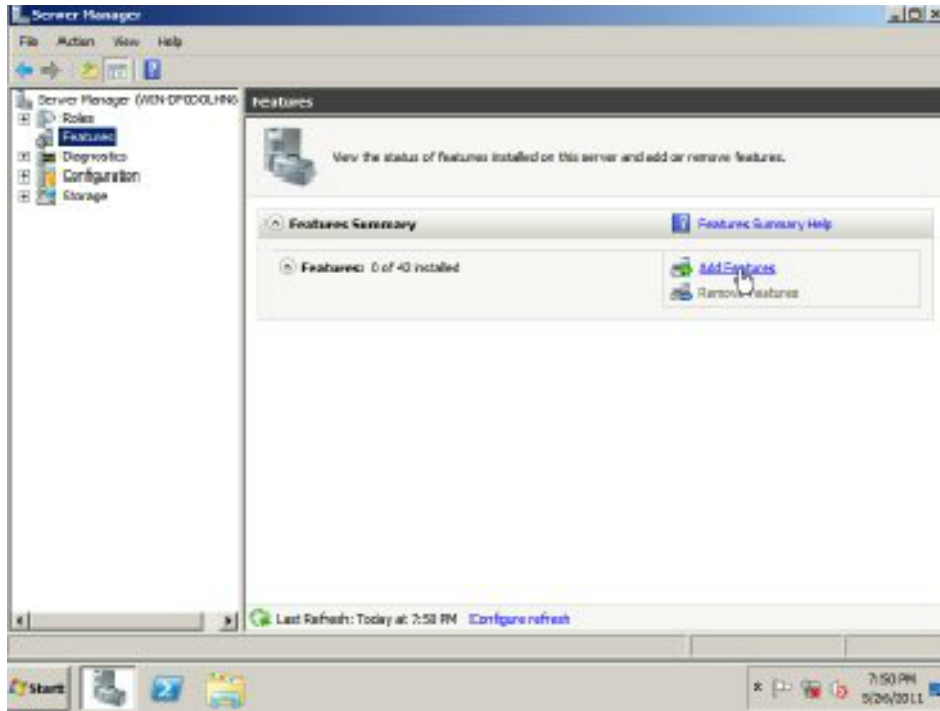 Server Manager
File Action View Help
Server Manager (WIN-DF0D0LHN6
Roles
Features
Diagnostics
Configuration
Storage
Features
View the status of features installed on this server and add or remove features.
Features Summary
Features Summary Help
Features: 0 of 42 installed
Add Features
Remove Features
Last Refresh: Today at 7:50 PM Configure refresh
Start
7:50 PM
5/26/2011